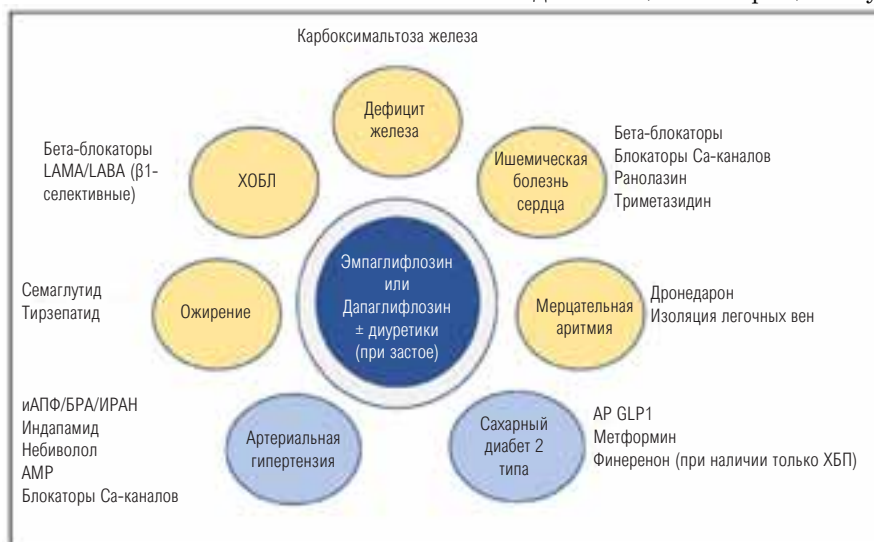 Карбоксимальтоза железа
Дефицит
железа
Бета-блокаторы
LAMA/LABA (β1-
селективные)
ХОБЛ
Ишемическая
болезнь
сердца
Бета-блокаторы
Блокаторы Са-каналов
Ранолазин
Триметазидин
Семаглутид
Тирзепатид
Ожирение
Эмпаглифлозин
или
Дапаглифлозин
± диуретики
(при застое)
Мерцательная
аритмия
Дронедарон
Изоляция легочных вен
иАПФ/БРА/ИРАН
Индапамид
Небиволол
АМР
Блокаторы Са-каналов
Артериальная
гипертензия
Сахарный
диабет 2
типа
АР GLP1
Метформин
Финеренон (при наличии только ХБП)